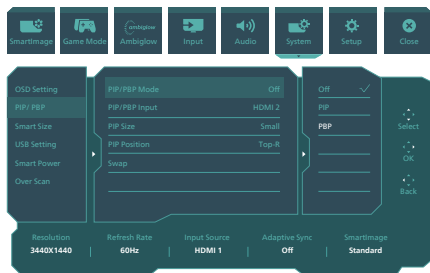 SmartImage
Game Mode
ambiglow
Ambiglow
Input
Audio
System
Setup
Close
OSD Setting
PIP/PBP Mode Off
Off
PIP/ PBP
PIP/PBP Input HDMI 2
PIP
Smart Size
PIP Size Small
PBP
Select
USB Setting
PIP Position Top-R
OK
Smart Power
Swap
Over Scan
Back
Resolution Refresh Rate Input Source Adaptive Sync SmartImage
3440X1440 60Hz HDMI 1 Off Standard